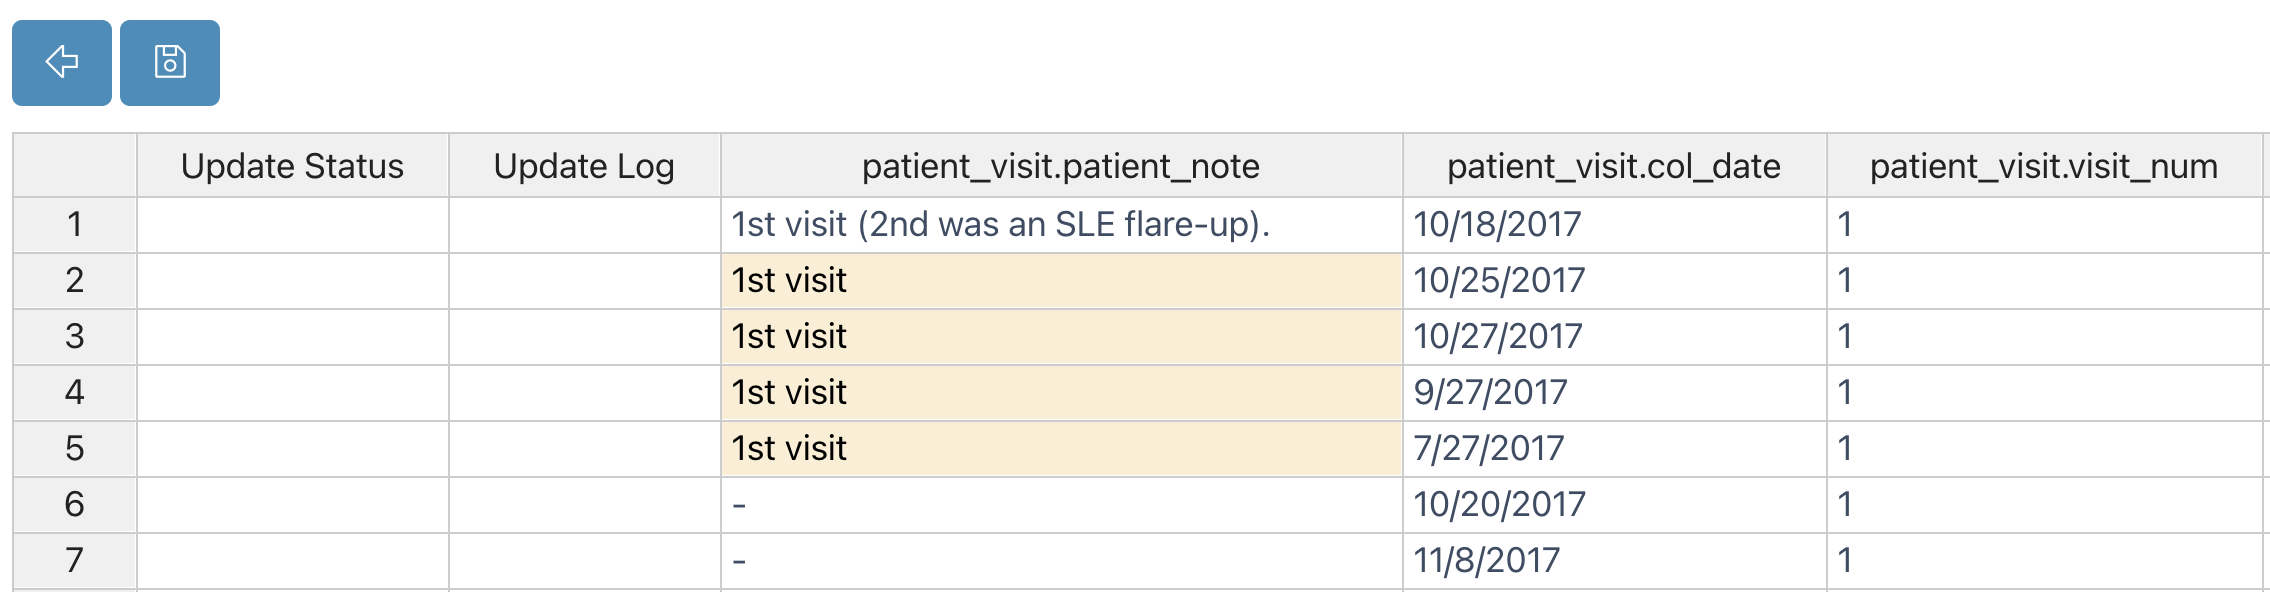 Update Status Update Log patient_visit.patient_note patient_visit.col_date patient_visit.visit_num
1 1st visit (2nd was an SLE flare-up). 10/18/2017 1
2 1st visit 10/25/2017 1
3 1st visit 10/27/2017 1
4 1st visit 9/27/2017 1
5 1st visit 7/27/2017 1
6 - 10/20/2017 1
7 - 11/8/2017 1